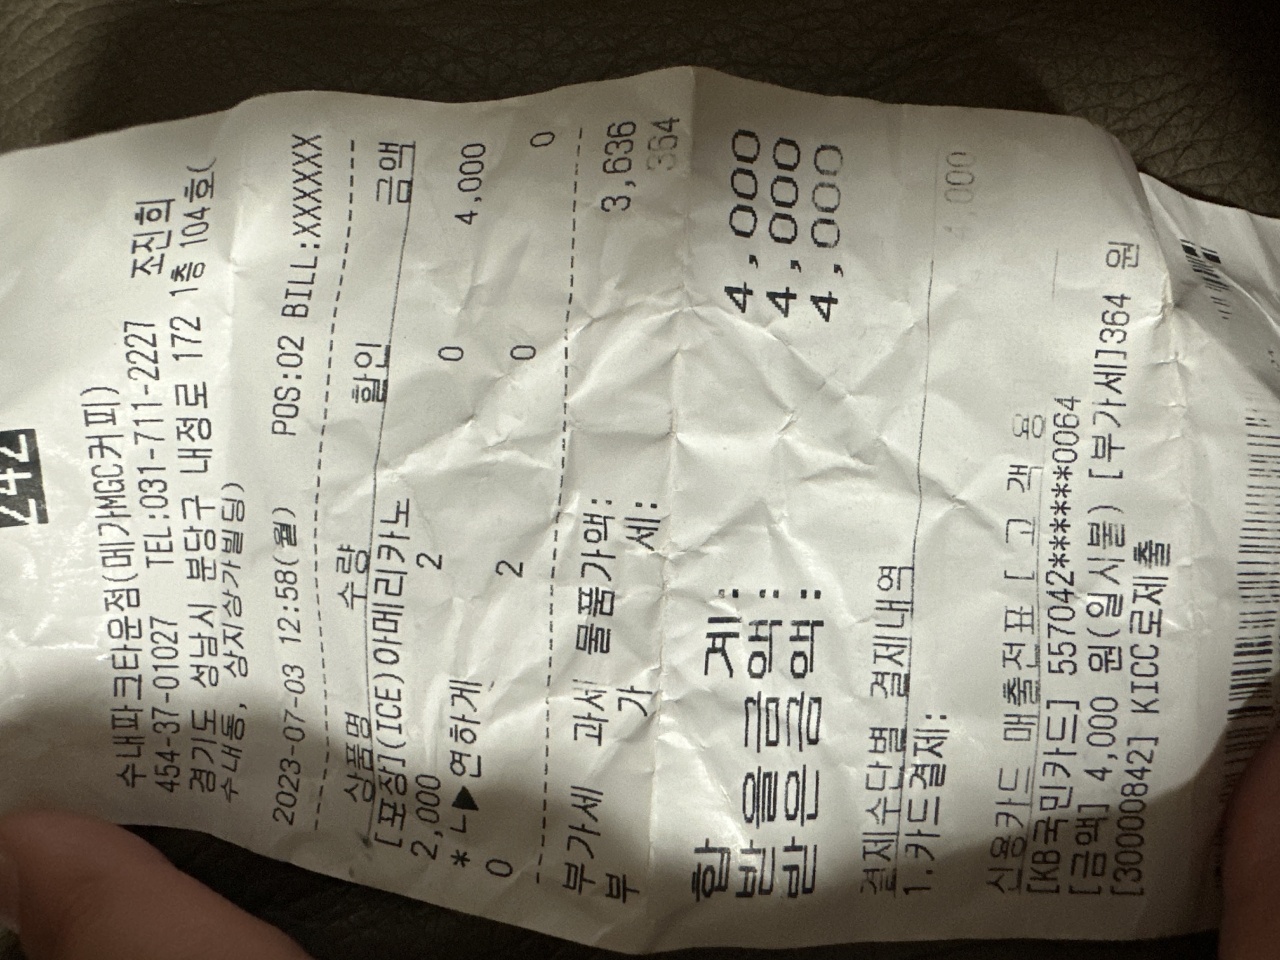 242
수내파크타운점(메가MGC커피)
454-37-01027 TEL:031-711-2227 조진희
경기도 성남시 분당구 내정로 172 1층 104호(
수내동, 상지상가빌딩)
2023-07-03 12:58(월) POS:02 BILL:XXXXXX
상품명 수량 할인 금액
[포장](ICE)아메리카노
2,000 2 0 4,000
*ㄴ▶연하게
0 2 0 0
부가세 과세 물품가액: 3,636
부 가 세: 364
합 계: 4,000
받을금액: 4,000
받은금액: 4,000
결제수단별 결제내역
1.카드결제: 4,000
신용카드 매출전표 [ 고 객 용
[KB국민카드] 557042******0064
[금액] 4,000 원(일시불) [부가세]364 원
[300000842] KICC로제출